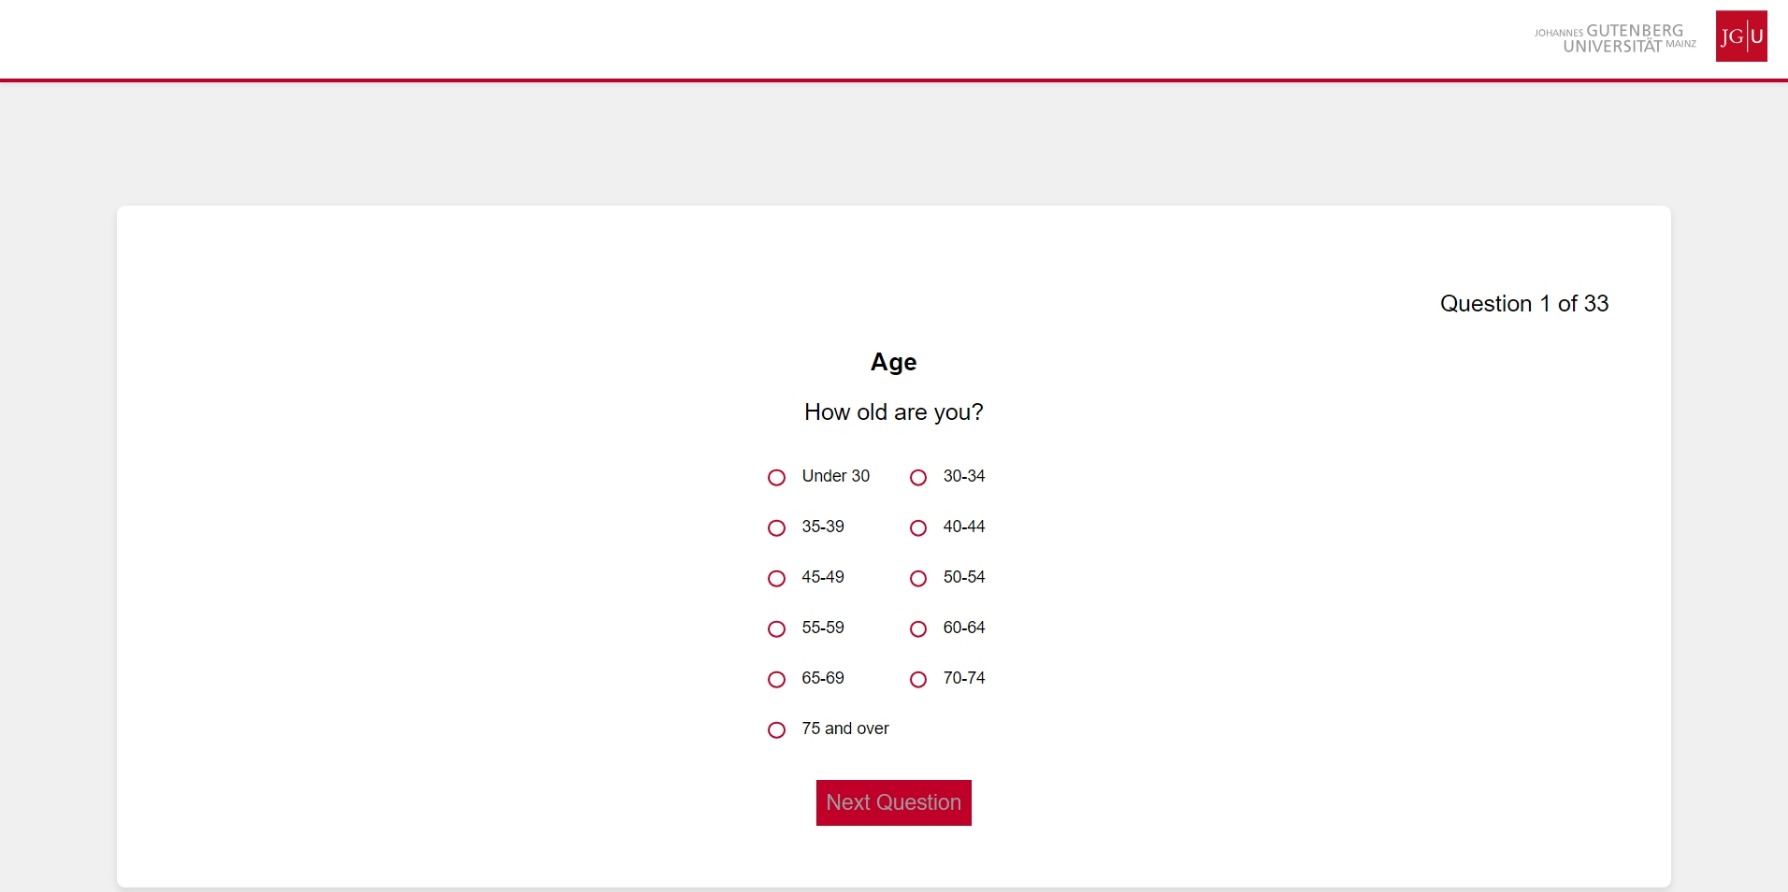 JOHANNES GUTENBERG
UNIVERSITÄT MAINZ
JG|U
Question 1 of 33
Age
How old are you?
Under 30
30-34
35-39
40-44
45-49
50-54
55-59
60-64
65-69
70-74
75 and over
Next Question